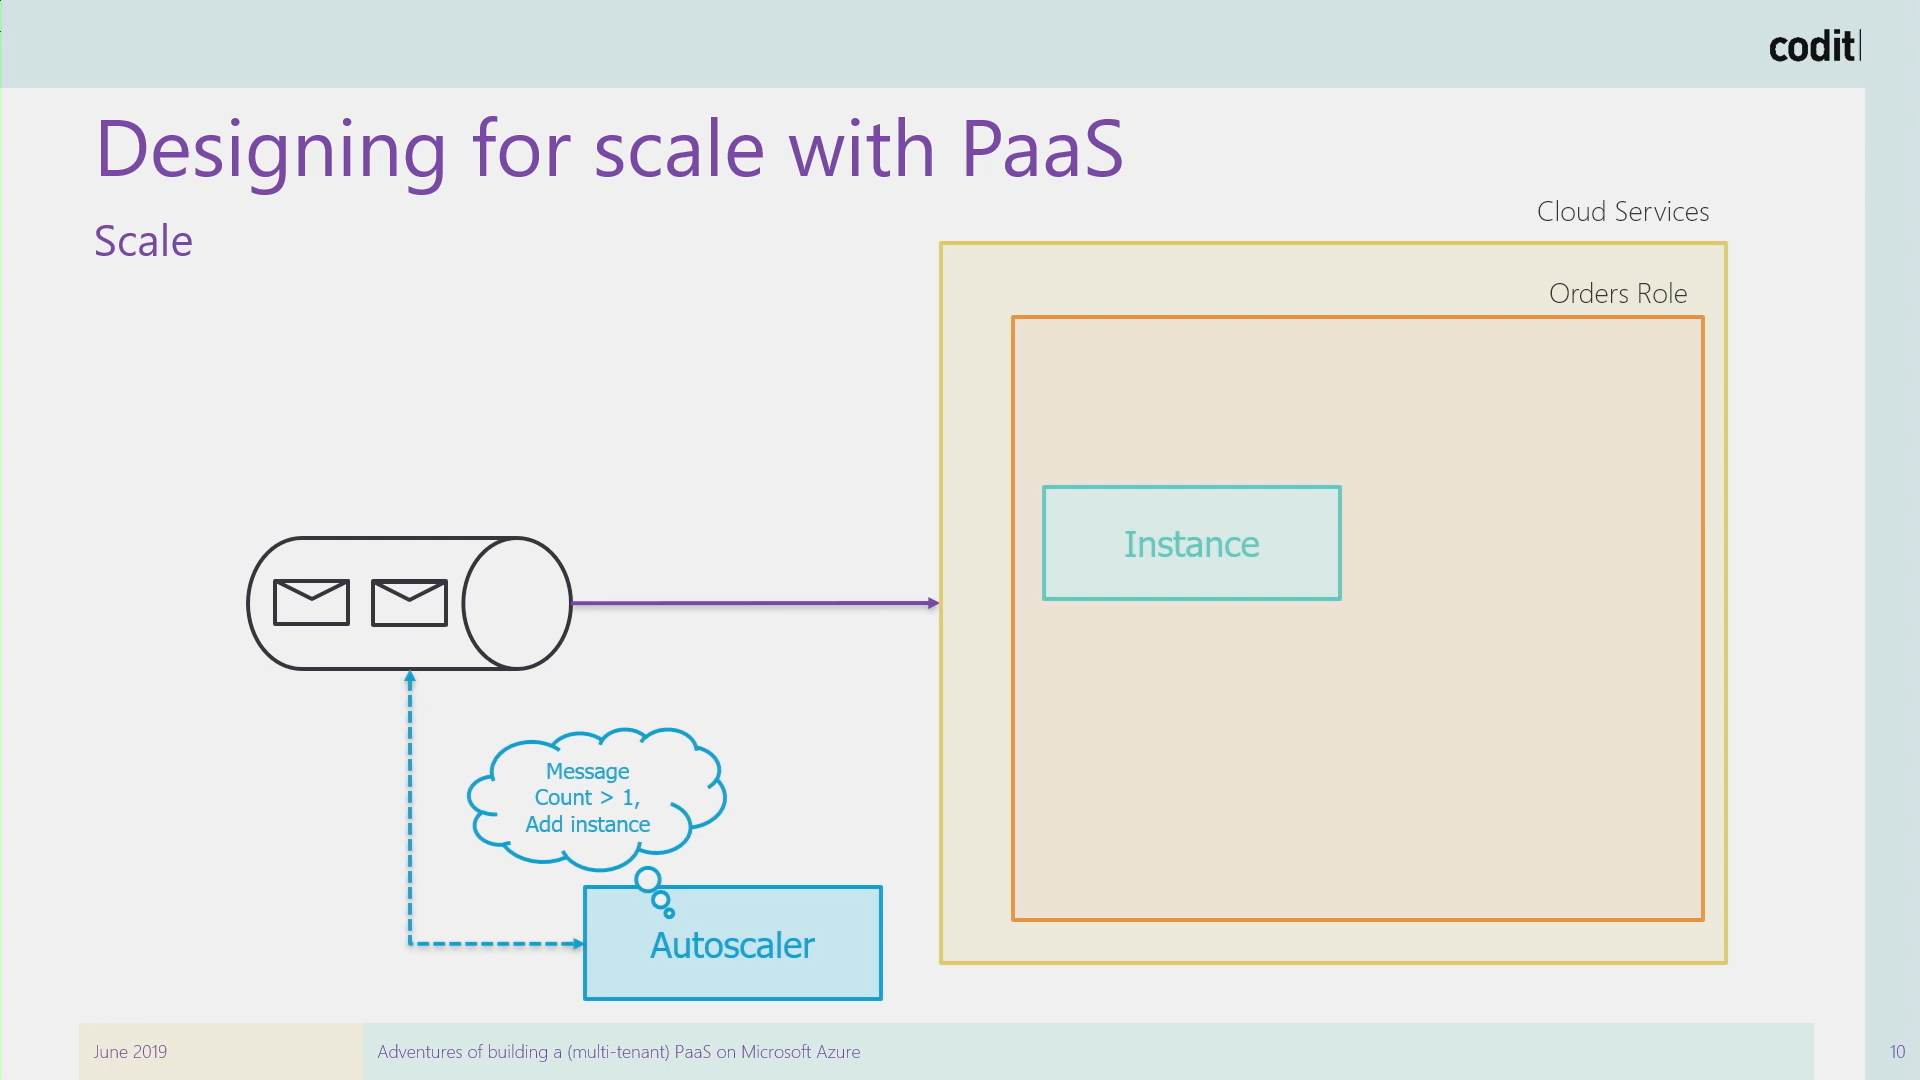 codit
Designing for scale with PaaS
Scale
Cloud Services
Orders Role
Instance
Message
Count > 1,
Add instance
Autoscaler
June 2019
Adventures of building a (multi-tenant) PaaS on Microsoft Azure
10